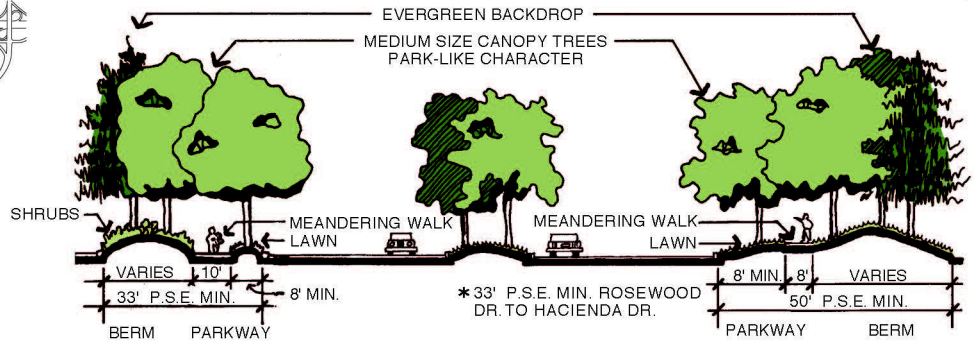 EVERGREEN BACKDROP
MEDIUM SIZE CANOPY TREES
PARK-LIKE CHARACTER
SHRUBS
MEANDERING WALK
LAWN
MEANDERING WALK
LAWN
VARIES
10'
8' MIN.
33' P.S.E. MIN.
BERM
PARKWAY
*33' P.S.E. MIN. ROSEWOOD
DR. TO HACIENDA DR.
8' MIN.
8'
VARIES
50' P.S.E. MIN.
PARKWAY
BERM